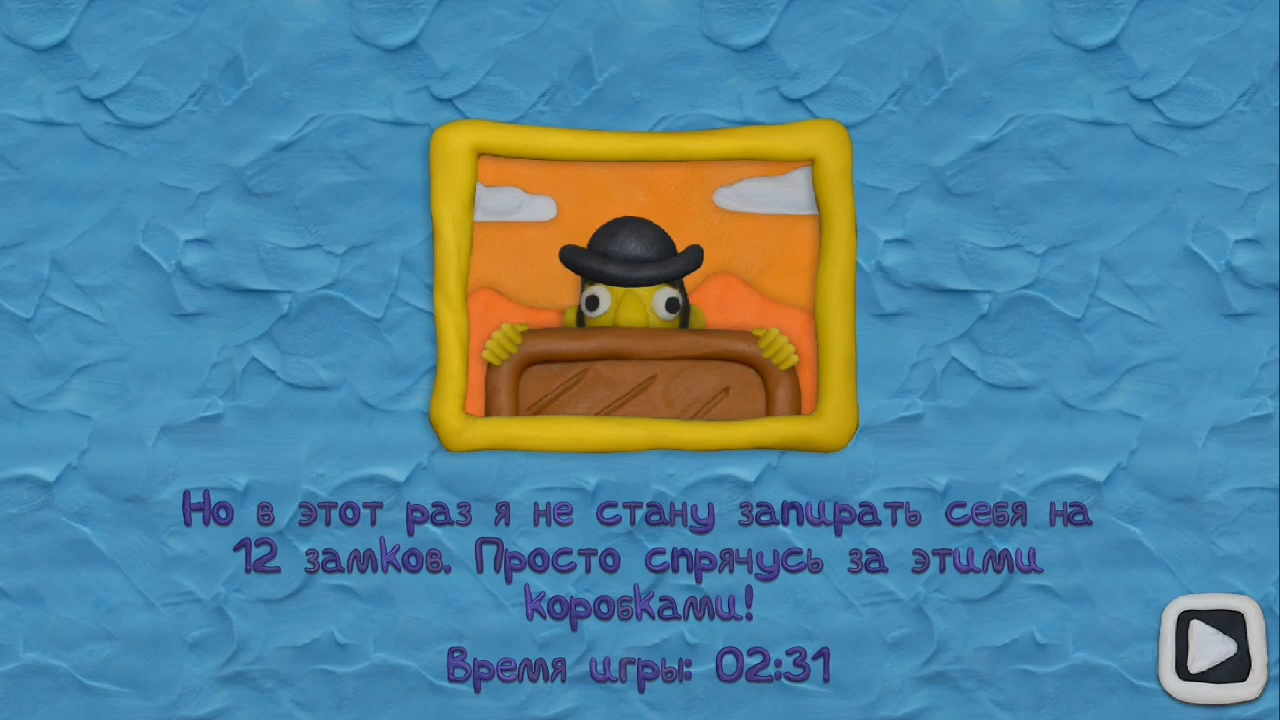 Но в этот раз я не стану запирать себя на
12 замков. Просто спрячусь за этими
коробками!
Время игры: 02:31